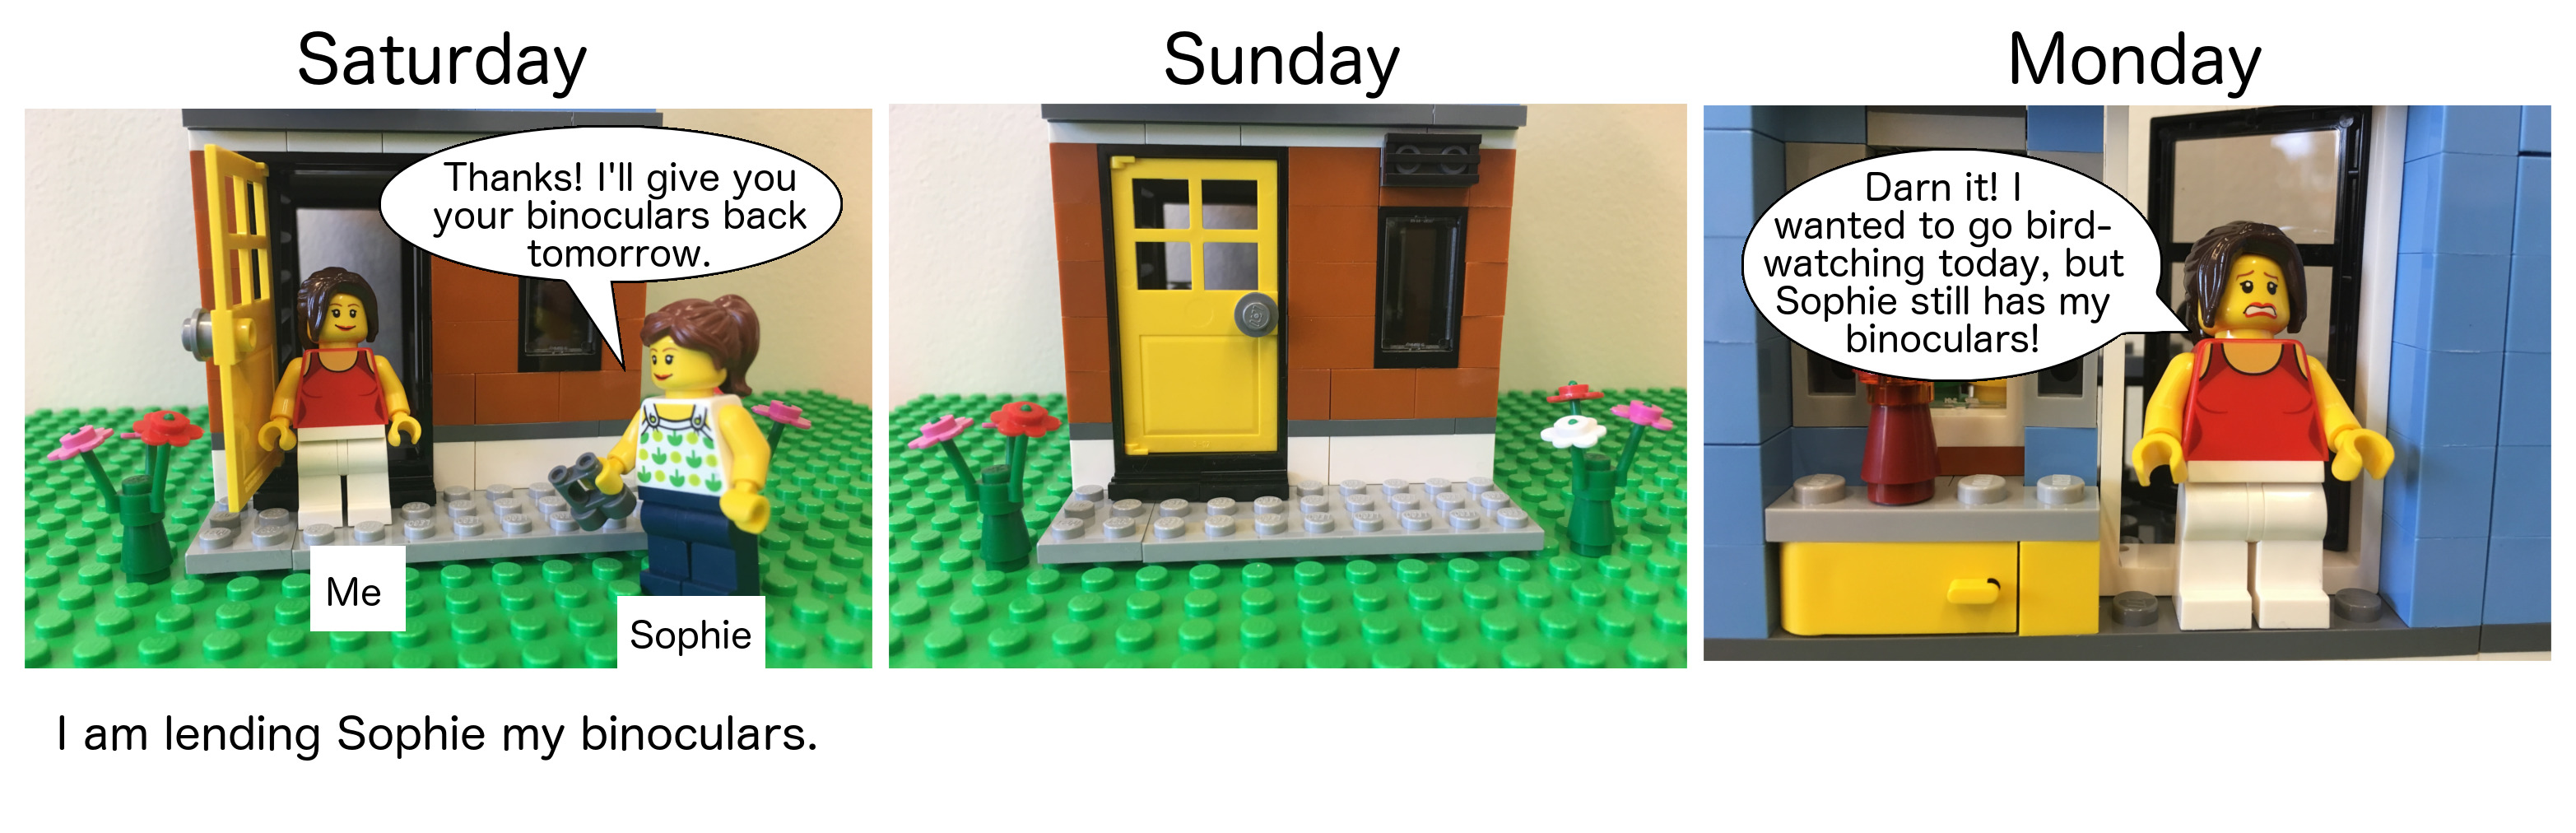 Saturday
Sunday
Monday
Thanks! I'll give you
your binoculars back
tomorrow.
Me
Sophie
Darn it! I
wanted to go bird-
watching today, but
Sophie still has my
binoculars!
I am lending Sophie my binoculars.